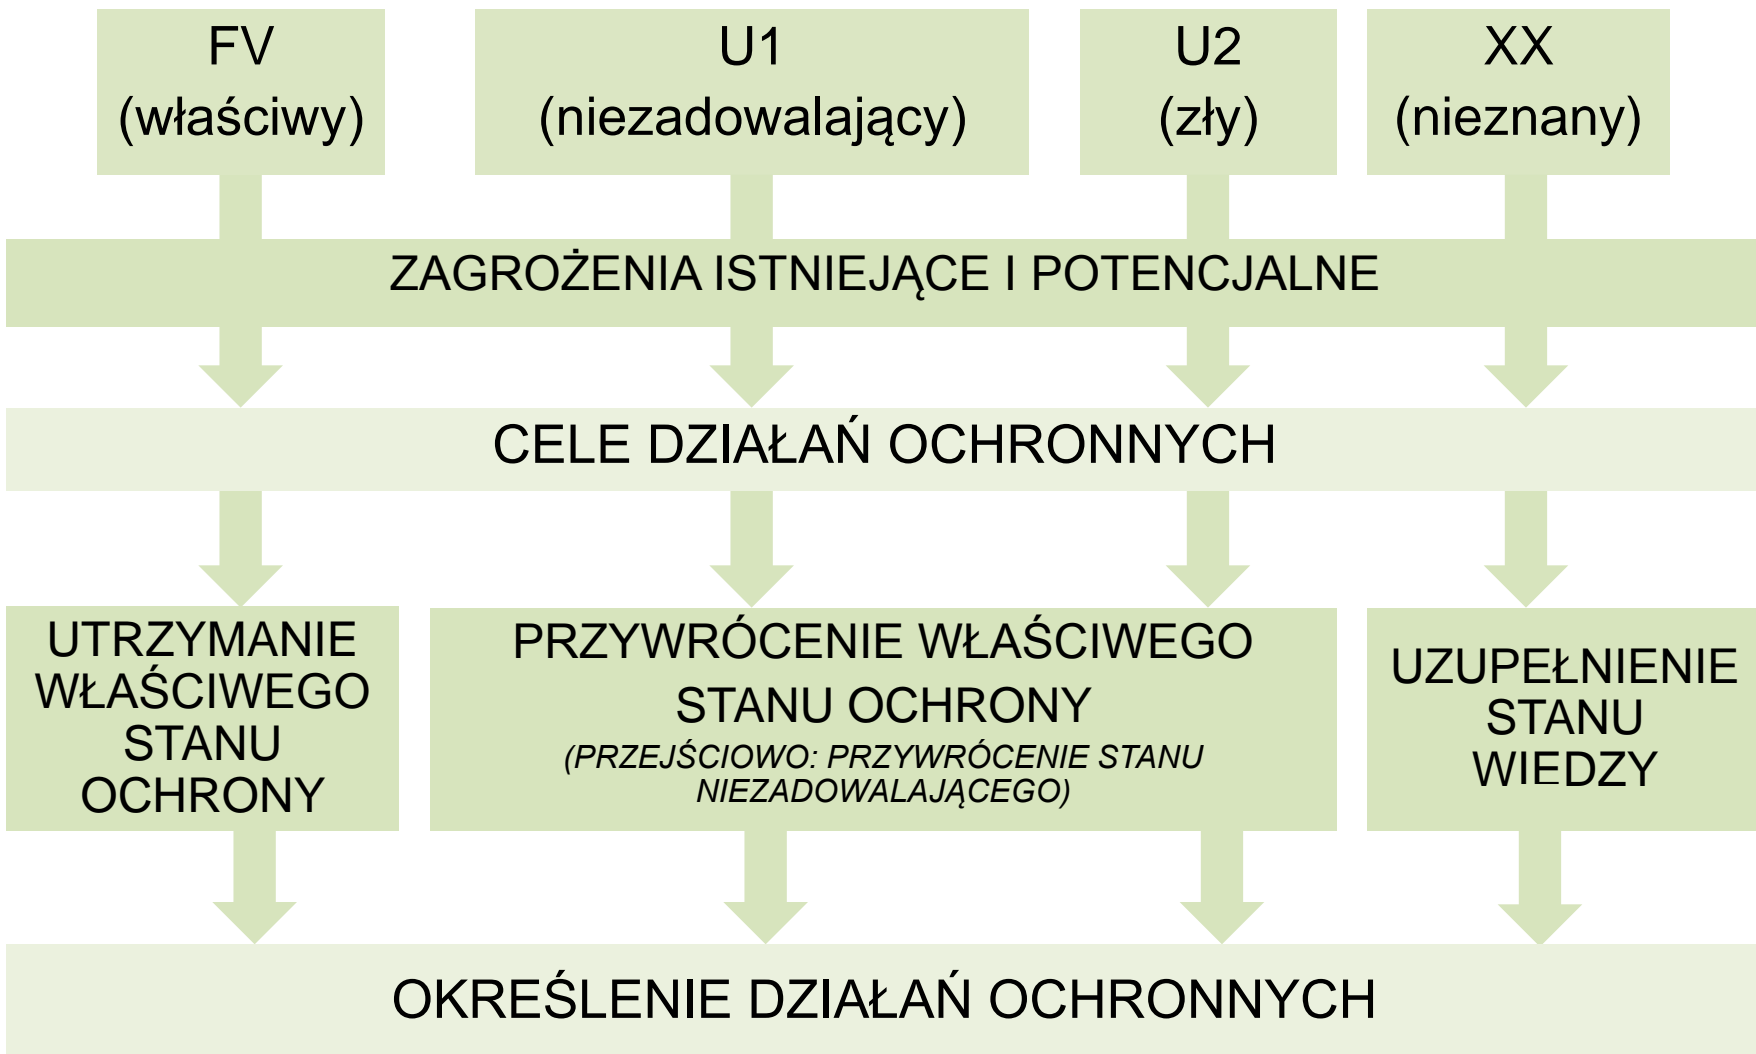 FV
(właściwy)
U1
(niezadowalający)
U2
(zły)
XX
(nieznany)
ZAGROŻENIA ISTNIEJĄCE I POTENCJALNE
CELE DZIAŁAŃ OCHRONNYCH
UTRZYMANIE
WŁAŚCIWEGO
STANU
OCHRONY
PRZYWRÓCENIE WŁAŚCIWEGO
STANU OCHRONY
(PRZEJŚCIOWO: PRZYWRÓCENIE STANU
NIEZADOWALAJĄCEGO)
UZUPEŁNIENIE
STANU
WIEDZY
OKREŚLENIE DZIAŁAŃ OCHRONNYCH